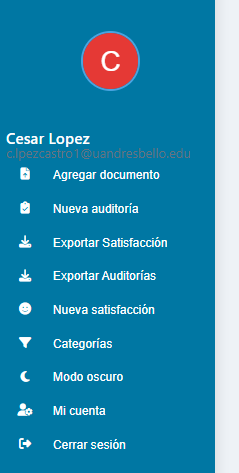 C
Cesar Lopez
c.lpezcastro1@uandresbello.edu
Agregar documento
Nueva auditoría
Exportar Satisfacción
Exportar Auditorías
Nueva satisfacción
Categorías
Modo oscuro
Mi cuenta
Cerrar sesión